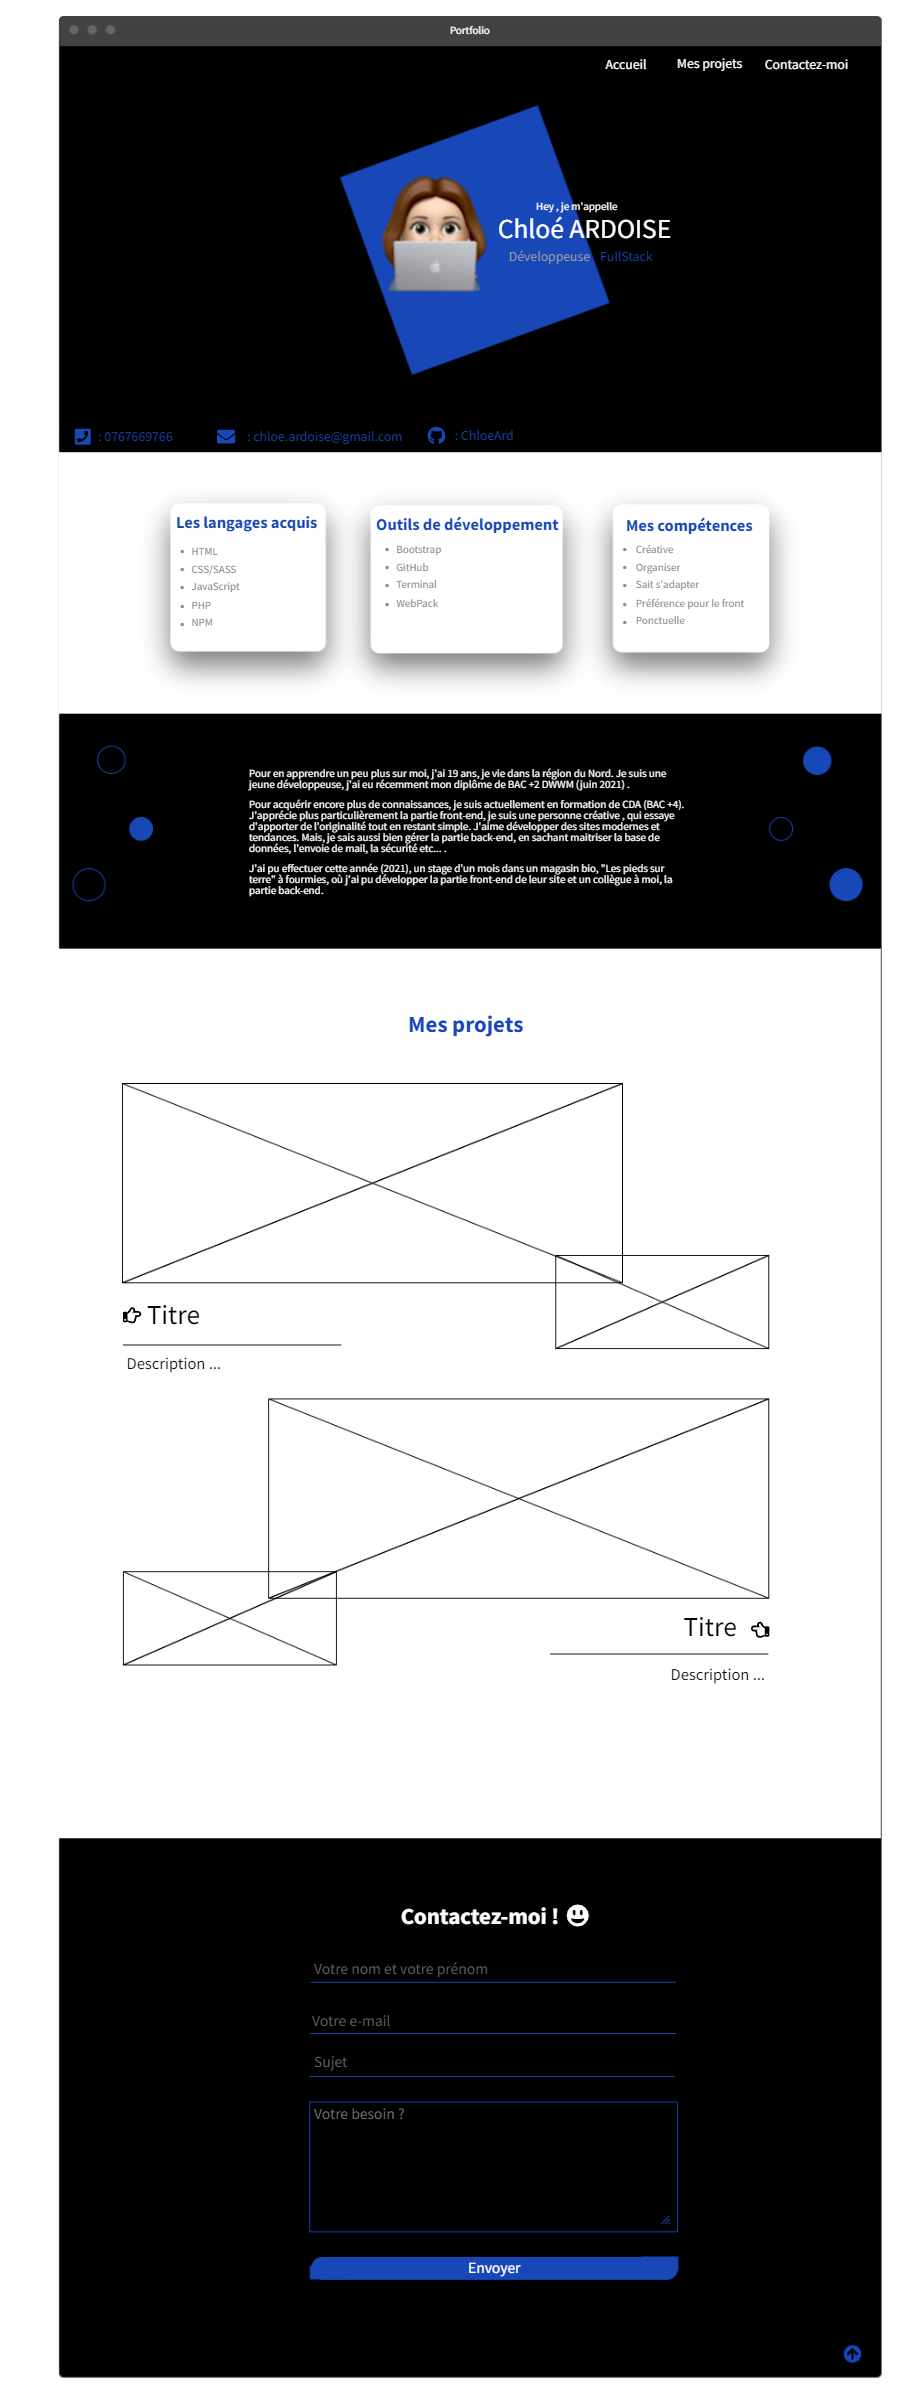 Portfolio
Accueil Mes projets Contactez-moi
Hey , je m'appelle
Chloé ARDOISE
Développeuse FullStack
: 0767669766 : chloe.ardoise@gmail.com : ChloeArd
Les langages acquis
HTML
CSS/SASS
JavaScript
PHP
NPM
Outils de développement
Bootstrap
GitHub
Terminal
WebPack
Mes compétences
Créative
Organiser
Sait s'adapter
Préférence pour le front
Ponctuelle
Pour en apprendre un peu plus sur moi, j'ai 19 ans, je vie dans la région du Nord. Je suis une
jeune développeuse, j'ai eu récemment mon diplôme de BAC +2 DWWM (juin 2021) .
Pour acquérir encore plus de connaissances, je suis actuellement en formation de CDA (BAC +4).
J'apprécie plus particulièrement la partie front-end, je suis une personne créative , qui essaye
d'apporter de l'originalité tout en restant simple. J'aime développer des sites modernes et
tendances. Mais, je sais aussi bien gérer la partie back-end, en sachant maitriser la base de
données, l'envoie de mail, la sécurité etc... .
J'ai pu effectuer cette année (2021), un stage d'un mois dans un magasin bio, "Les pieds sur
terre" à fourmies, où j'ai pu développer la partie front-end de leur site et un collègue à moi, la
partie back-end.
Mes projets
Titre
Description ...
Titre
Description ...
Contactez-moi !
Votre nom et votre prénom
Votre e-mail
Sujet
Votre besoin ?
Envoyer